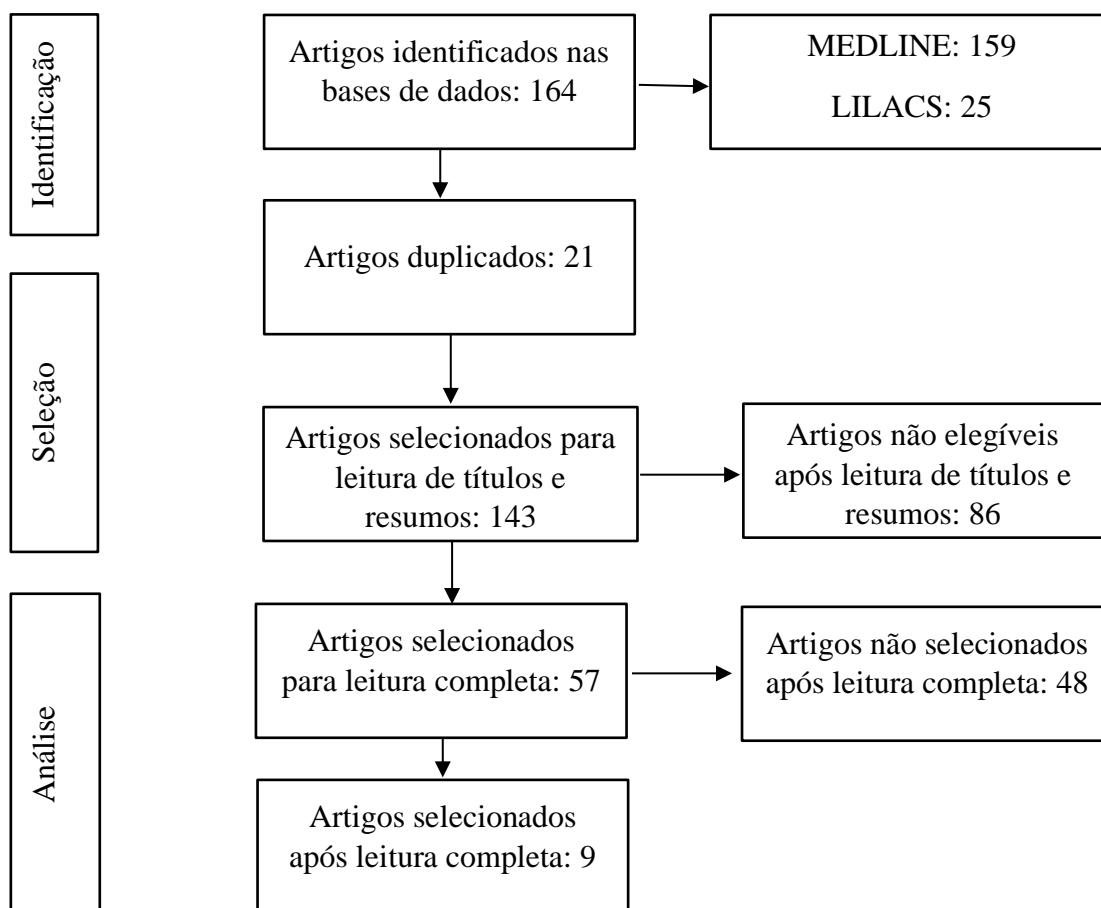 Identificação
Artigos identificados nas
bases de dados: 164
MEDLINE: 159
LILACS: 25
Artigos duplicados: 21
Seleção
Artigos selecionados para
leitura de títulos e
resumos: 143
Artigos não elegíveis
após leitura de títulos e
resumos: 86
Análise
Artigos selecionados
para leitura completa: 57
Artigos não selecionados
após leitura completa: 48
Artigos selecionados
após leitura completa: 9